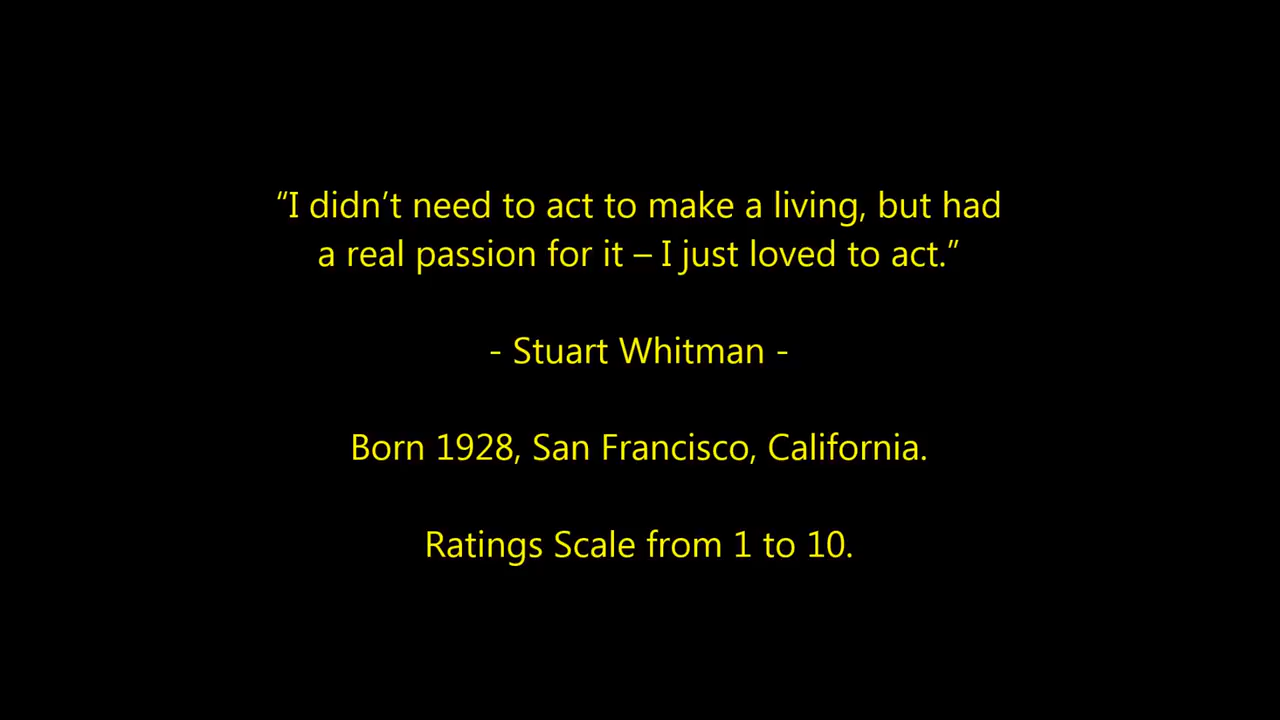 “I didn’t need to act to make a living, but had
a real passion for it – I just loved to act.”
- Stuart Whitman -
Born 1928, San Francisco, California.
Ratings Scale from 1 to 10.